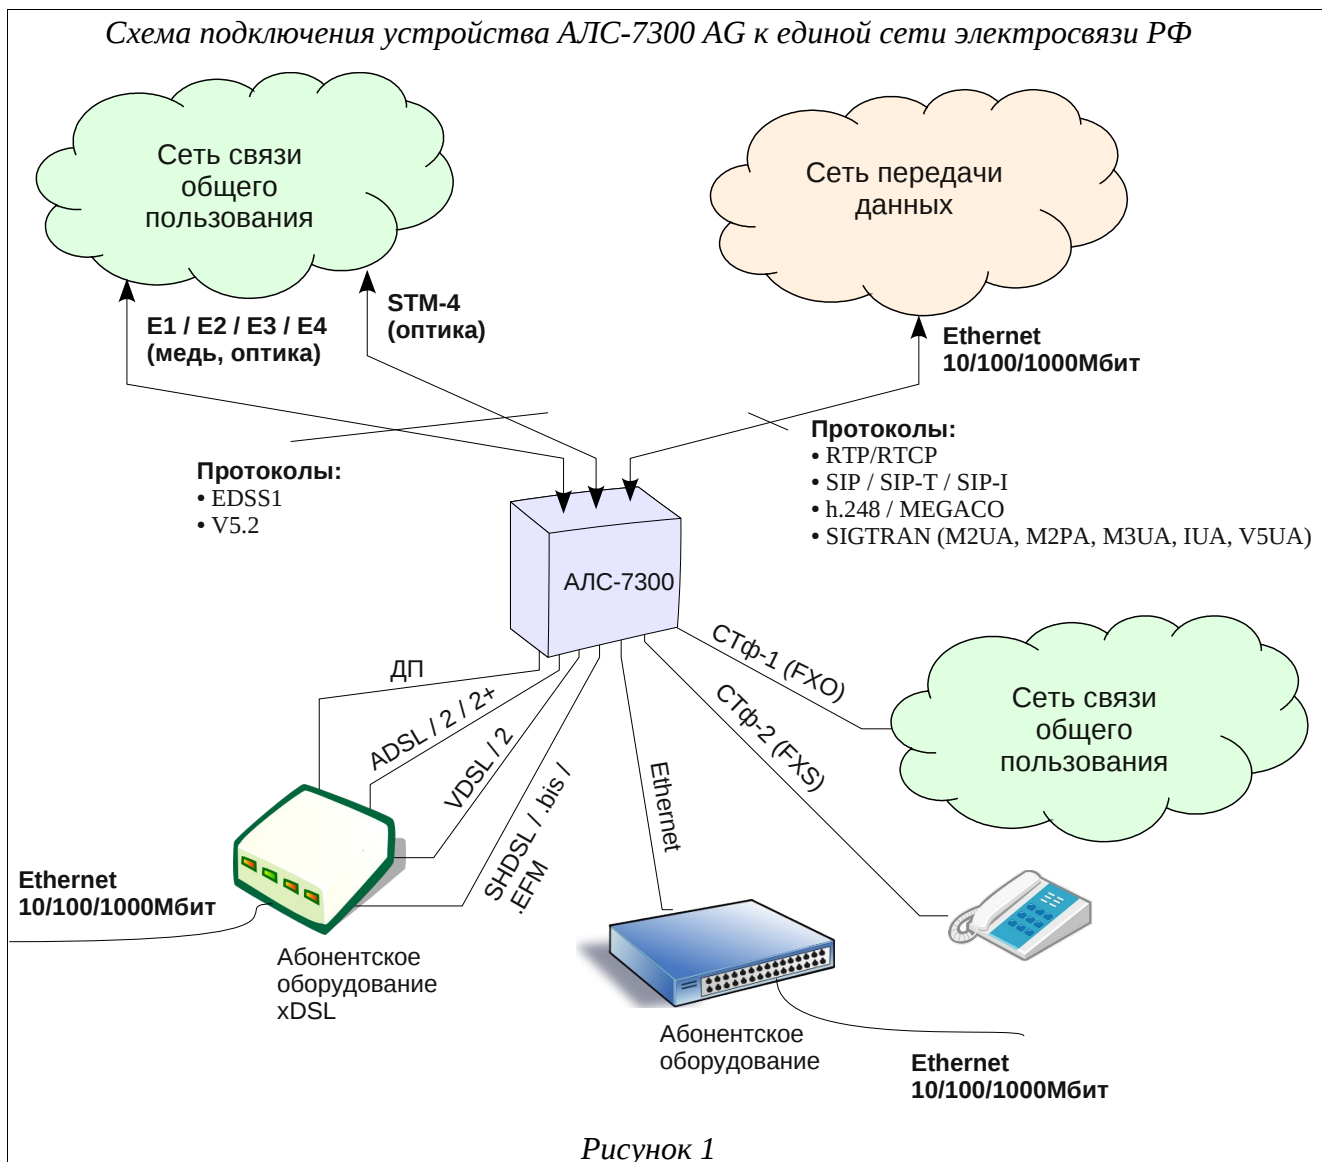 Схема подключения устройства АЛС-7300 AG к единой сети электросвязи РФ
Сеть связи
общего
пользования
Сеть передачи
данных
E1 / E2 / E3 / E4
(медь, оптика)
STM-4
(оптика)
Ethernet
10/100/1000Мбит
Протоколы:
• EDSS1
• V5.2
Протоколы:
• RTP/RTCP
• SIP / SIP-T / SIP-I
• h.248 / MEGACO
• SIGTRAN (M2UA, M2PA, M3UA, IUA, V5UA)
АЛС-7300
ДП
ADSL / 2 / 2+
VDSL / 2
SHDSL / .bis /
.EFM
Ethernet
СТф-2 (FXS)
СТф-1 (FXO)
Сеть связи
общего
пользования
Ethernet
10/100/1000Мбит
Абонентское
оборудование
xDSL
Абонентское
оборудование
Ethernet
10/100/1000Мбит
Рисунок 1